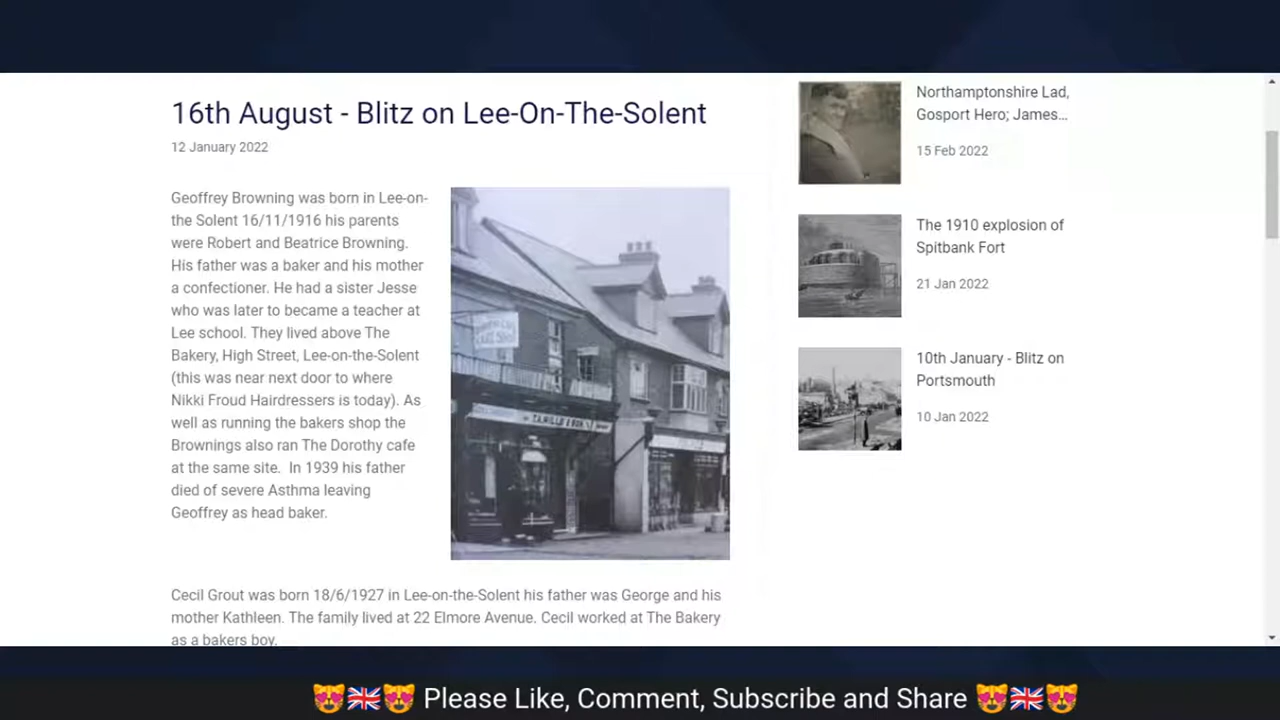 16th August - Blitz on Lee-On-The-Solent
12 January 2022
Geoffrey Browning was born in Lee-on-
the Solent 16/11/1916 his parents
were Robert and Beatrice Browning.
His father was a baker and his mother
a confectioner. He had a sister Jesse
who was later to became a teacher at
Lee school. They lived above The
Bakery, High Street, Lee-on-the-Solent
(this was near next door to where
Nikki Froud Hairdressers is today). As
well as running the bakers shop the
Brownings also ran The Dorothy cafe
at the same site.  In 1939 his father
died of severe Asthma leaving
Geoffrey as head baker.
Cecil Grout was born 18/6/1927 in Lee-on-the-Solent his father was George and his
mother Kathleen. The family lived at 22 Elmore Avenue. Cecil worked at The Bakery
as a bakers boy.
Northamptonshire Lad,
Gosport Hero; James...
15 Feb 2022
The 1910 explosion of
Spitbank Fort
21 Jan 2022
10th January - Blitz on
Portsmouth
10 Jan 2022
😻🇬🇧😻 Please Like, Comment, Subscribe and Share 😻🇬🇧😻